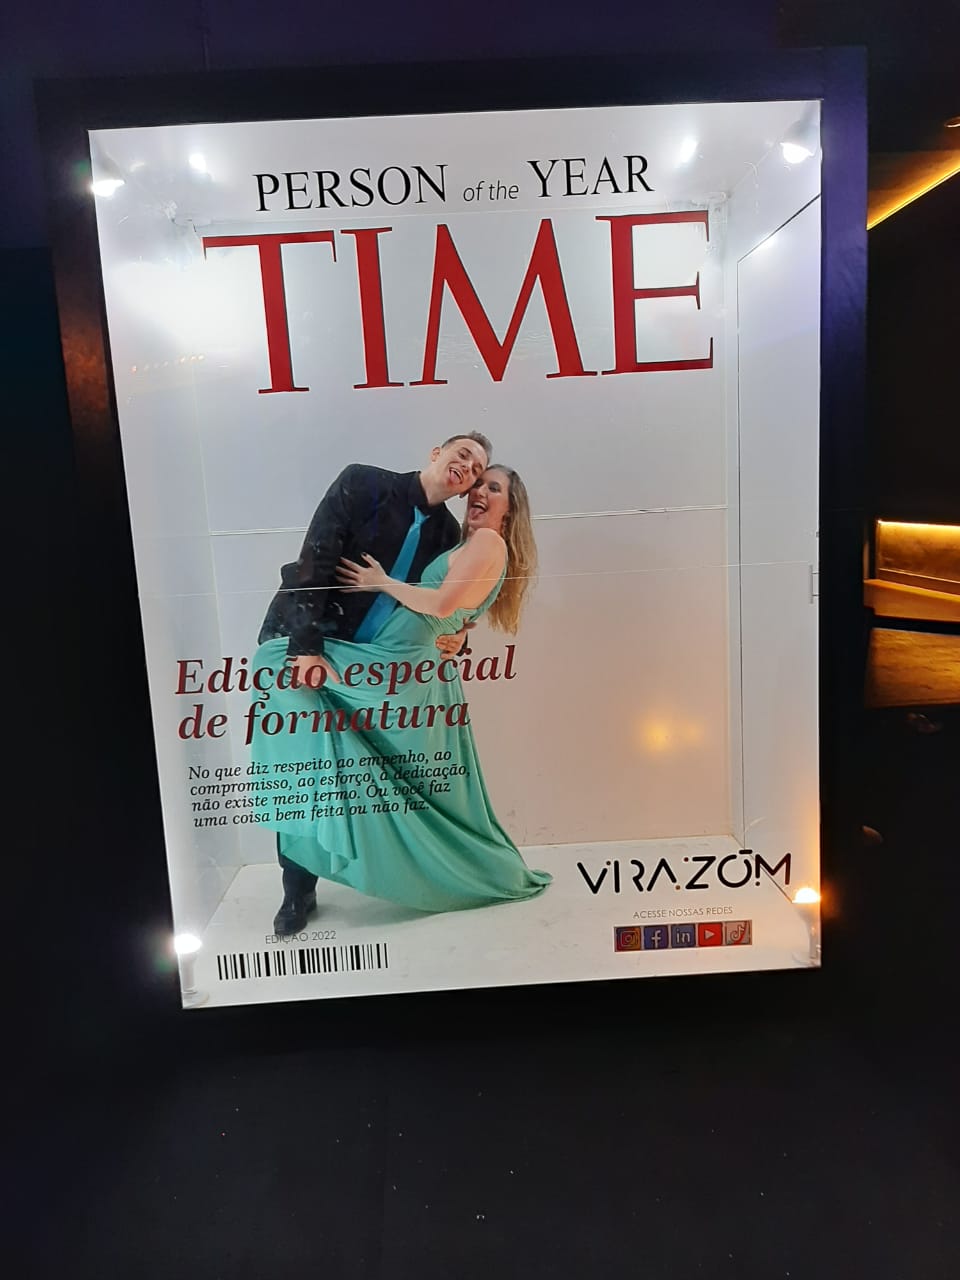 PERSON of the YEAR
TIME
Edição especial
de formatura
No que diz respeito ao empenho, ao
compromisso, ao esforço, à dedicação,
não existe meio termo. Ou você faz
uma coisa bem feita ou não faz.
VIRAZÓM
ACESSE NOSSAS REDES
EDIÇÃO 2022